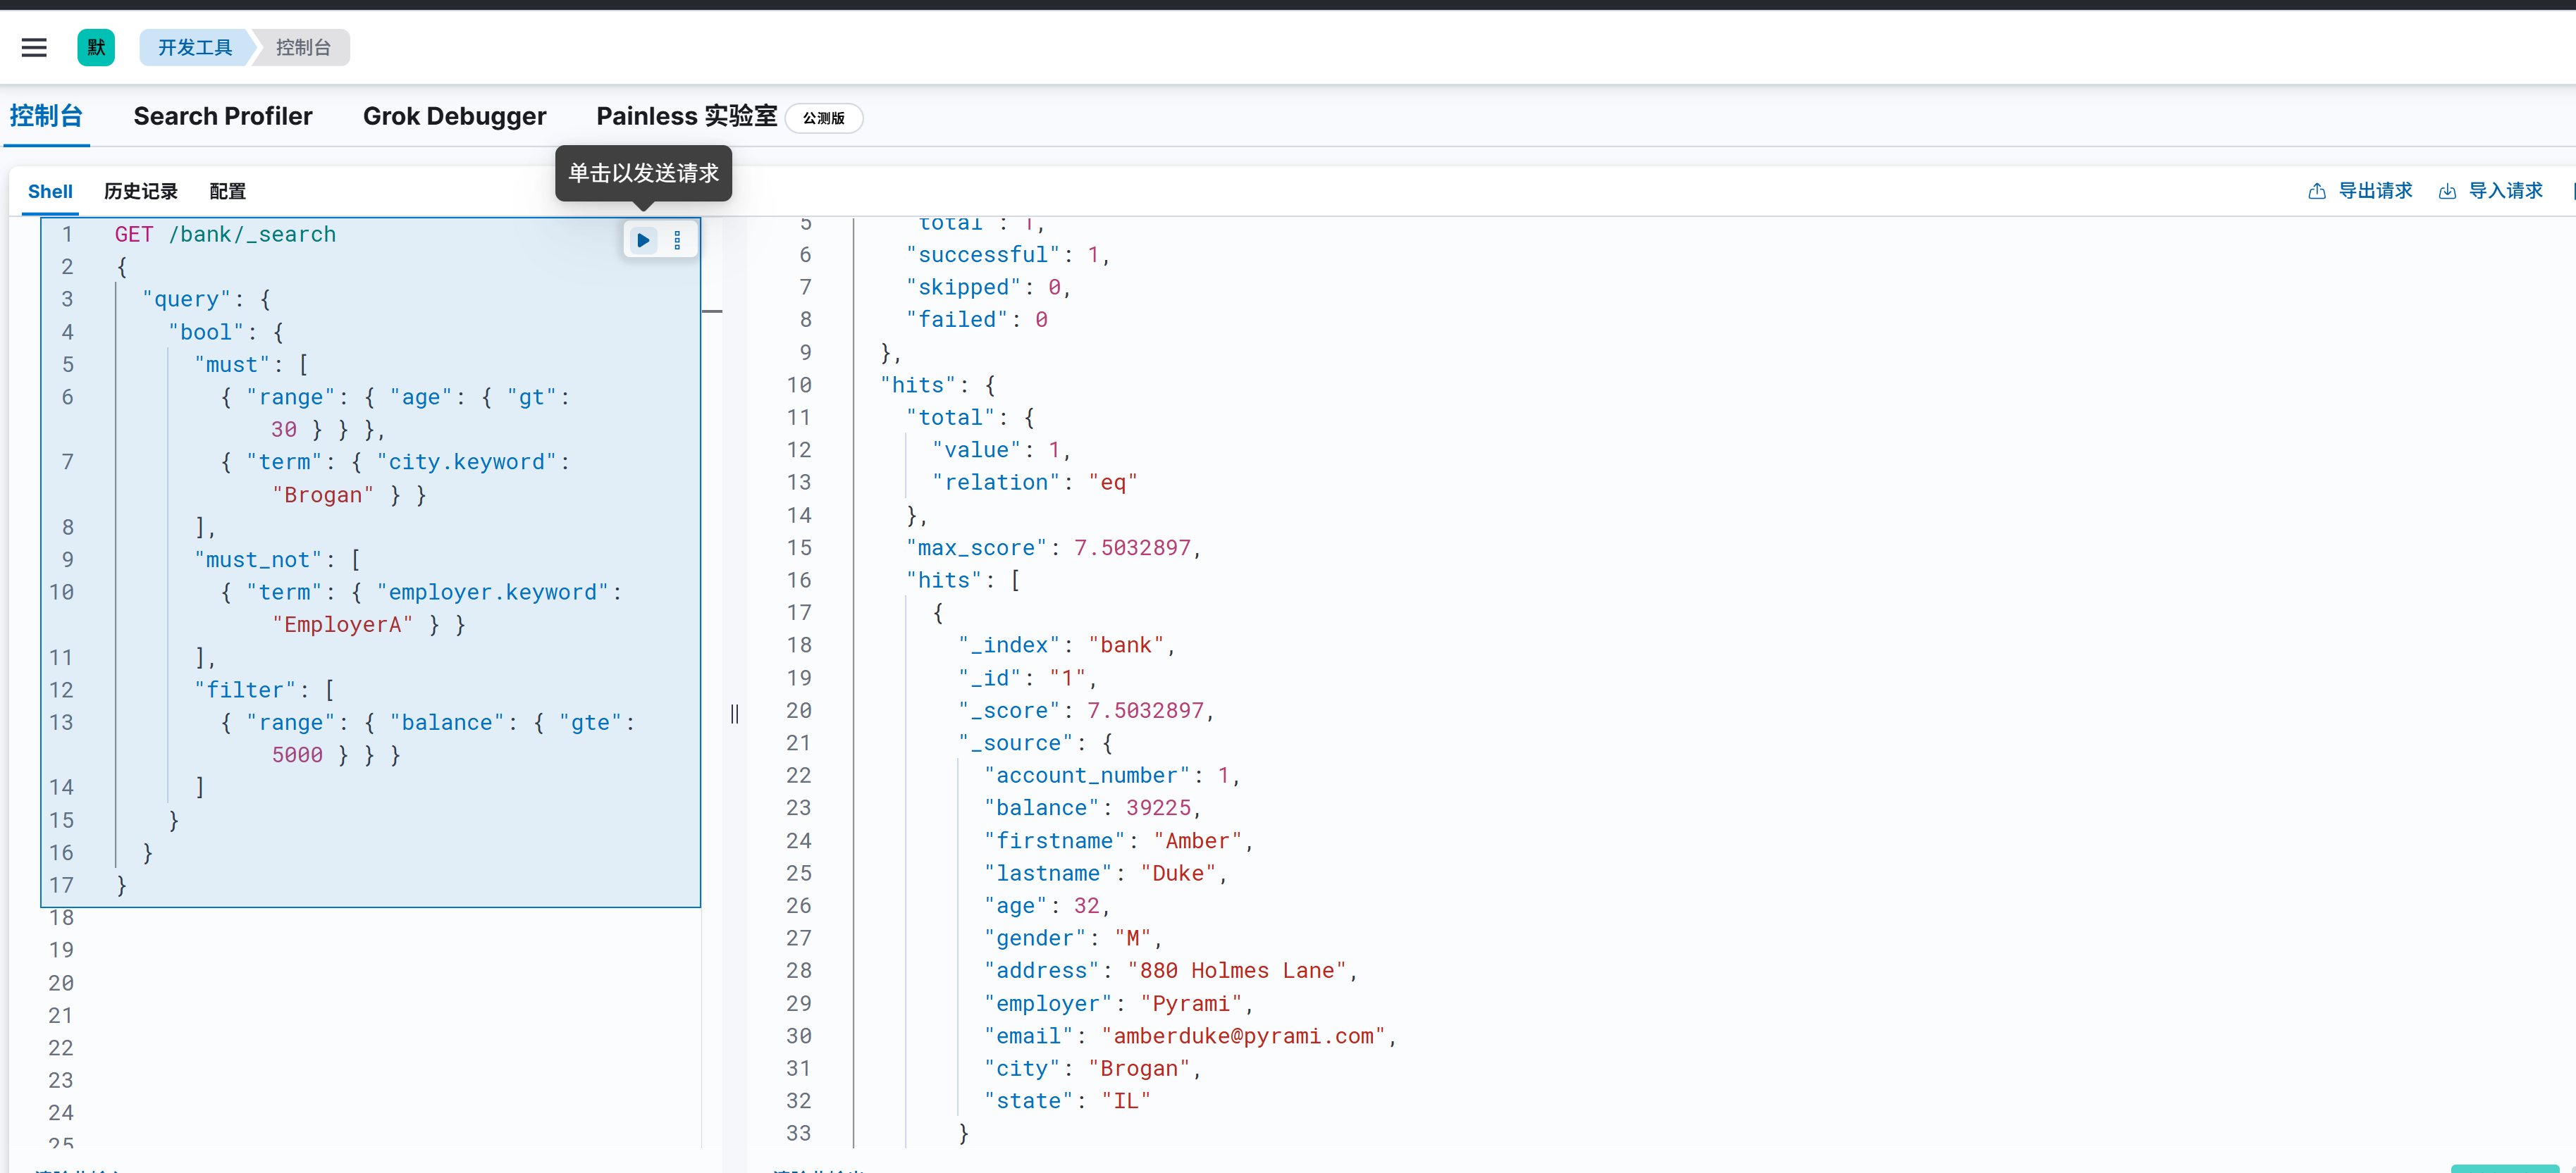 默 开发工具 控制台
控制台 Search Profiler Grok Debugger Painless 实验室 公测版
单击以发送请求
Shell 历史记录 配置 导出请求 导入请求
1 GET /bank/_search
2 {
3 "query": {
4 "bool": {
5 "must": [
6 { "range": { "age": { "gt":
30 } } },
7 { "term": { "city.keyword":
"Brogan" } }
8 ],
9 "must_not": [
10 { "term": { "employer.keyword":
"EmployerA" } }
11 ],
12 "filter": [
13 { "range": { "balance": { "gte":
5000 } } }
14 ]
15 }
16 }
17 }
18
19
20
21
22
23
24
25
5 "total": 1,
6 "successful": 1,
7 "skipped": 0,
8 "failed": 0
9 },
10 "hits": {
11 "total": {
12 "value": 1,
13 "relation": "eq"
14 },
15 "max_score": 7.5032897,
16 "hits": [
17 {
18 "_index": "bank",
19 "_id": "1",
20 "_score": 7.5032897,
21 "_source": {
22 "account_number": 1,
23 "balance": 39225,
24 "firstname": "Amber",
25 "lastname": "Duke",
26 "age": 32,
27 "gender": "M",
28 "address": "880 Holmes Lane",
29 "employer": "Pyrami",
30 "email": "amberduke@pyrami.com",
31 "city": "Brogan",
32 "state": "IL"
33 }